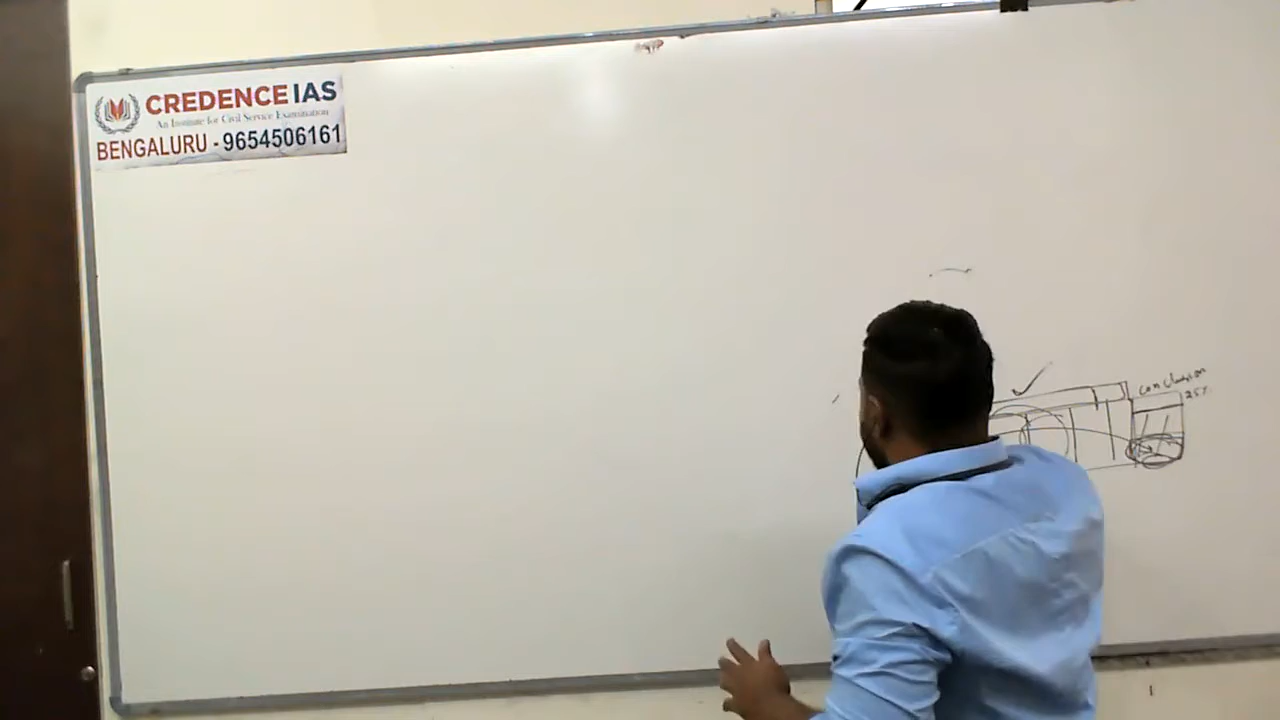 CREDENCE IAS
An Institute for Civil Service Examination
BENGALURU - 9654506161
conclusion
25%